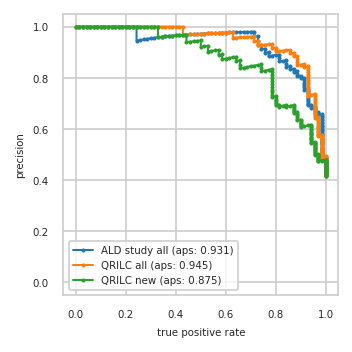 1.0
0.8
0.6
0.4
0.2
0.0
precision
ALD study all (aps: 0.931)
QRILC all (aps: 0.945)
QRILC new (aps: 0.875)
0.0 0.2 0.4 0.6 0.8 1.0
true positive rate